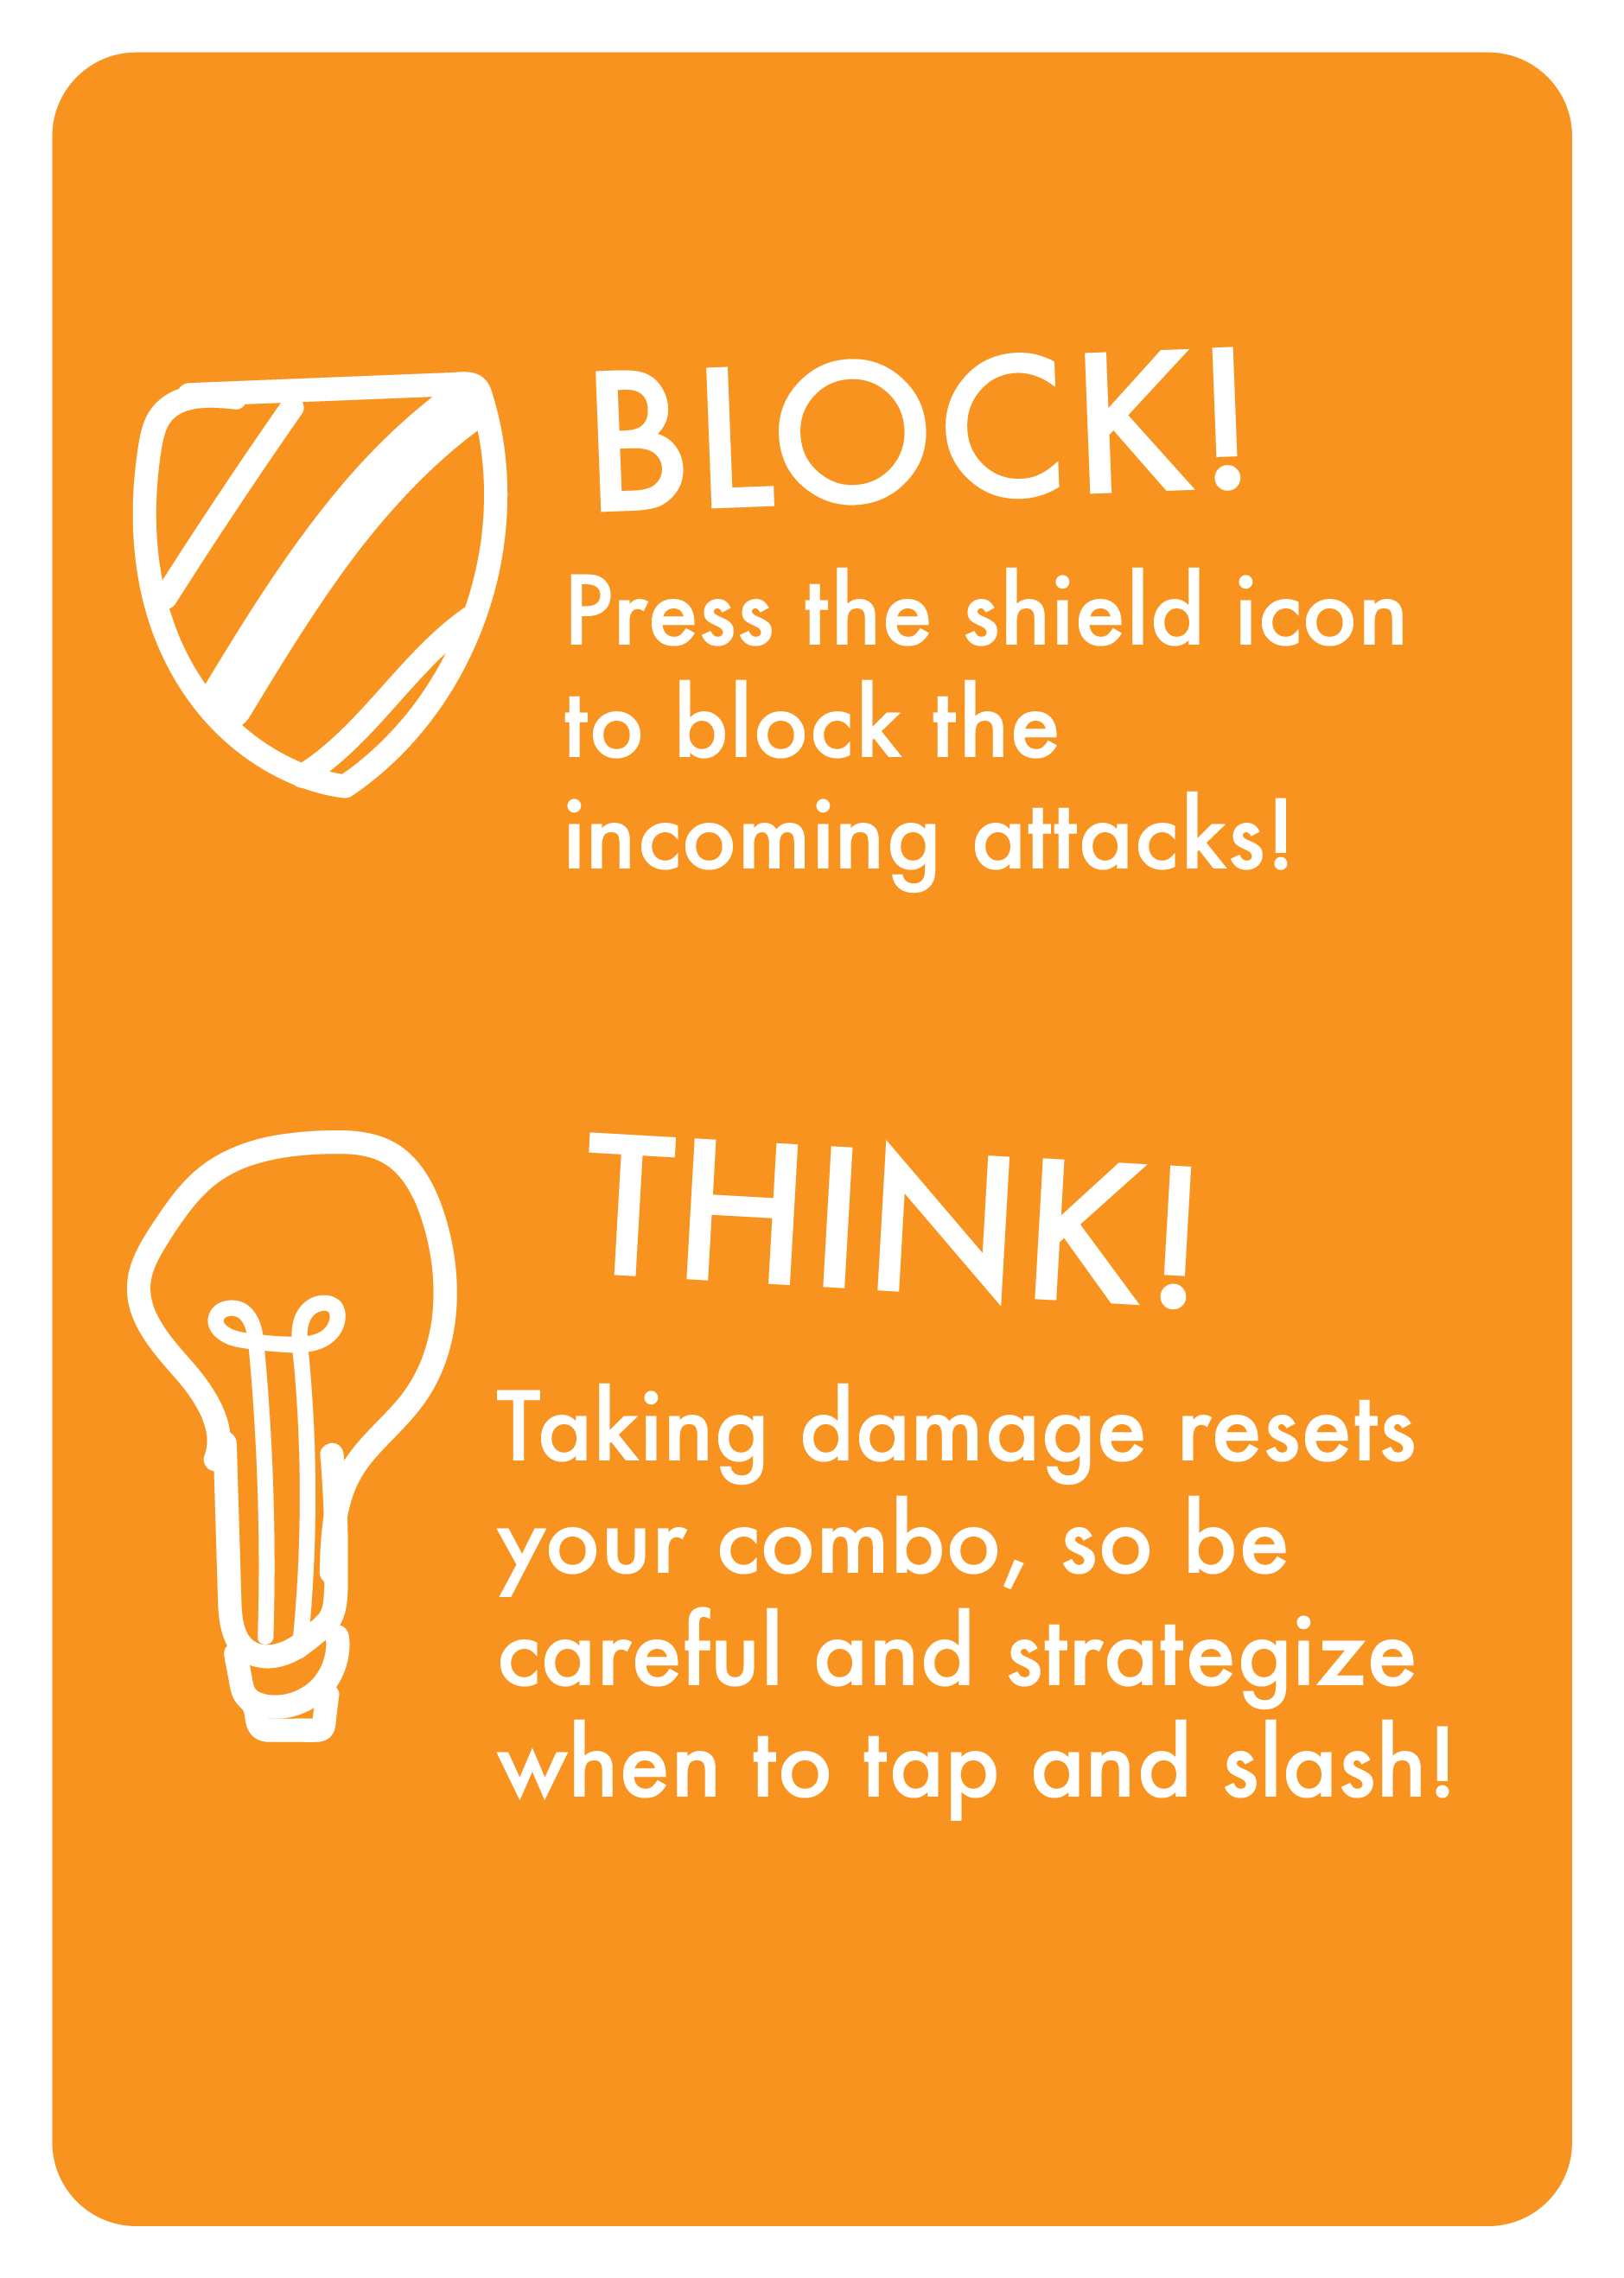 BLOCK!
Press the shield icon
to block the
incoming attacks!
THINK!
Taking damage resets
your combo, so be
careful and strategize
when to tap and slash!